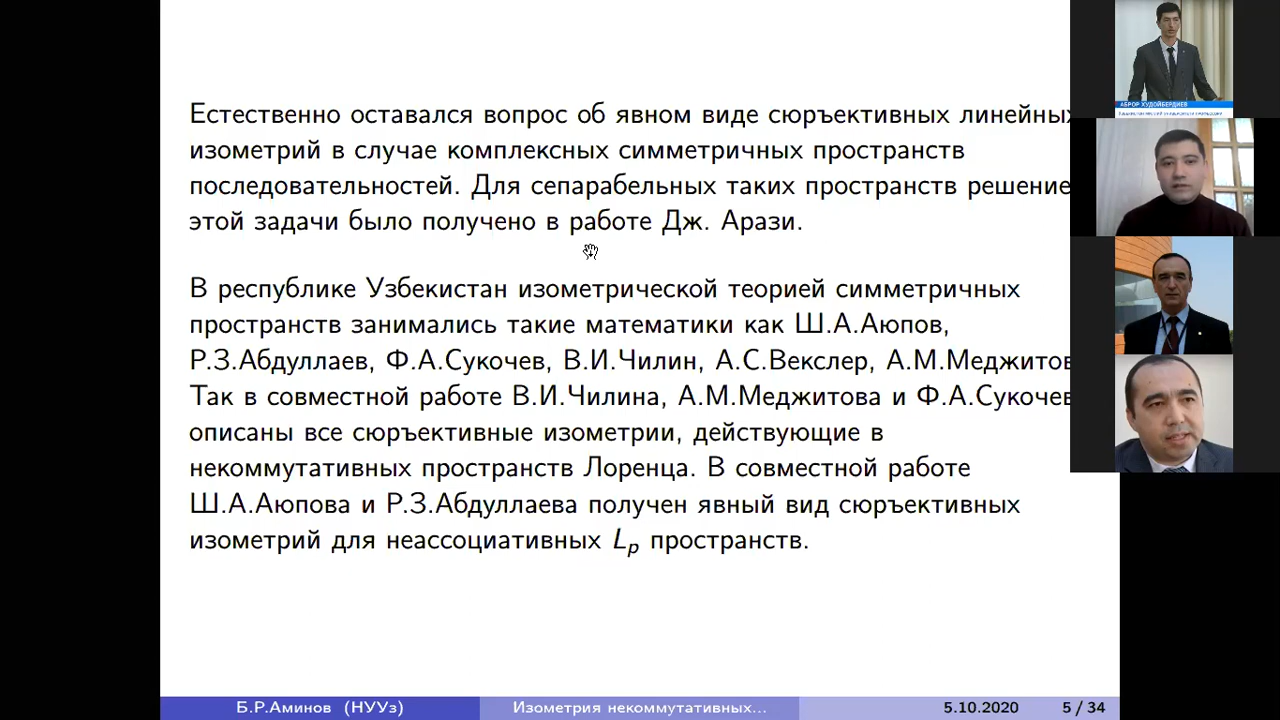 Естественно оставался вопрос об явном виде сюръективных линейных
изометрий в случае комплексных симметричных пространств
последовательностей. Для сепарабельных таких пространств решение
этой задачи было получено в работе Дж. Арази.
В республике Узбекистан изометрической теорией симметричных
пространств занимались такие математики как Ш.А.Аюпов,
Р.З.Абдуллаев, Ф.А.Сукочев, В.И.Чилин, А.С.Векслер, А.М.Меджитов
Так в совместной работе В.И.Чилина, А.М.Меджитова и Ф.А.Сукочев
описаны все сюръективные изометрии, действующие в
некоммутативных пространств Лоренца. В совместной работе
Ш.А.Аюпова и Р.З.Абдуллаева получен явный вид сюръективных
изометрий для неассоциативных Lp пространств.
Б.Р.Аминов (НУУз) Изометрия некоммутативных... 5.10.2020 5 / 34
АБРОР ХУДОЙБЕРДИЕВ